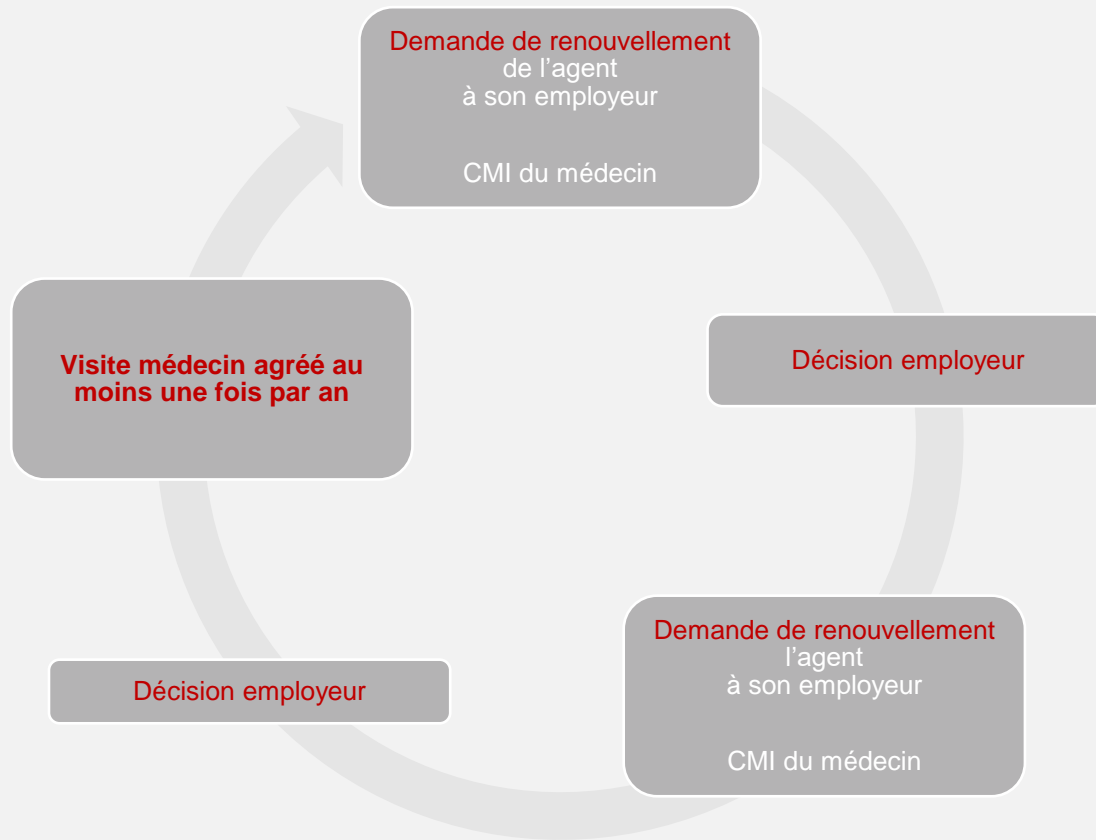 Demande de renouvellement
de l’agent
à son employeur
CMI du médecin
Décision employeur
Demande de renouvellement
l’agent
à son employeur
CMI du médecin
Décision employeur
Visite médecin agréé au
moins une fois par an